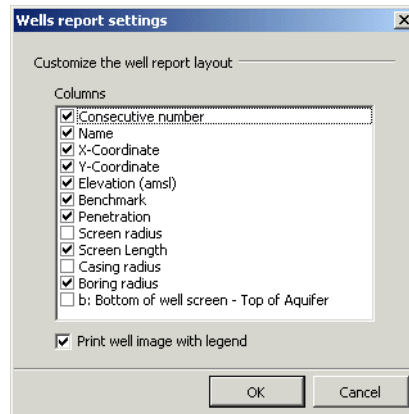 Wells report settings
Customize the well report layout
Columns
Consecutive number
Name
X-Coordinate
Y-Coordinate
Elevation (amsl)
Benchmark
Penetration
Screen radius
Screen Length
Casing radius
Boring radius
b: Bottom of well screen - Top of Aquifer
Print well image with legend
OK
Cancel